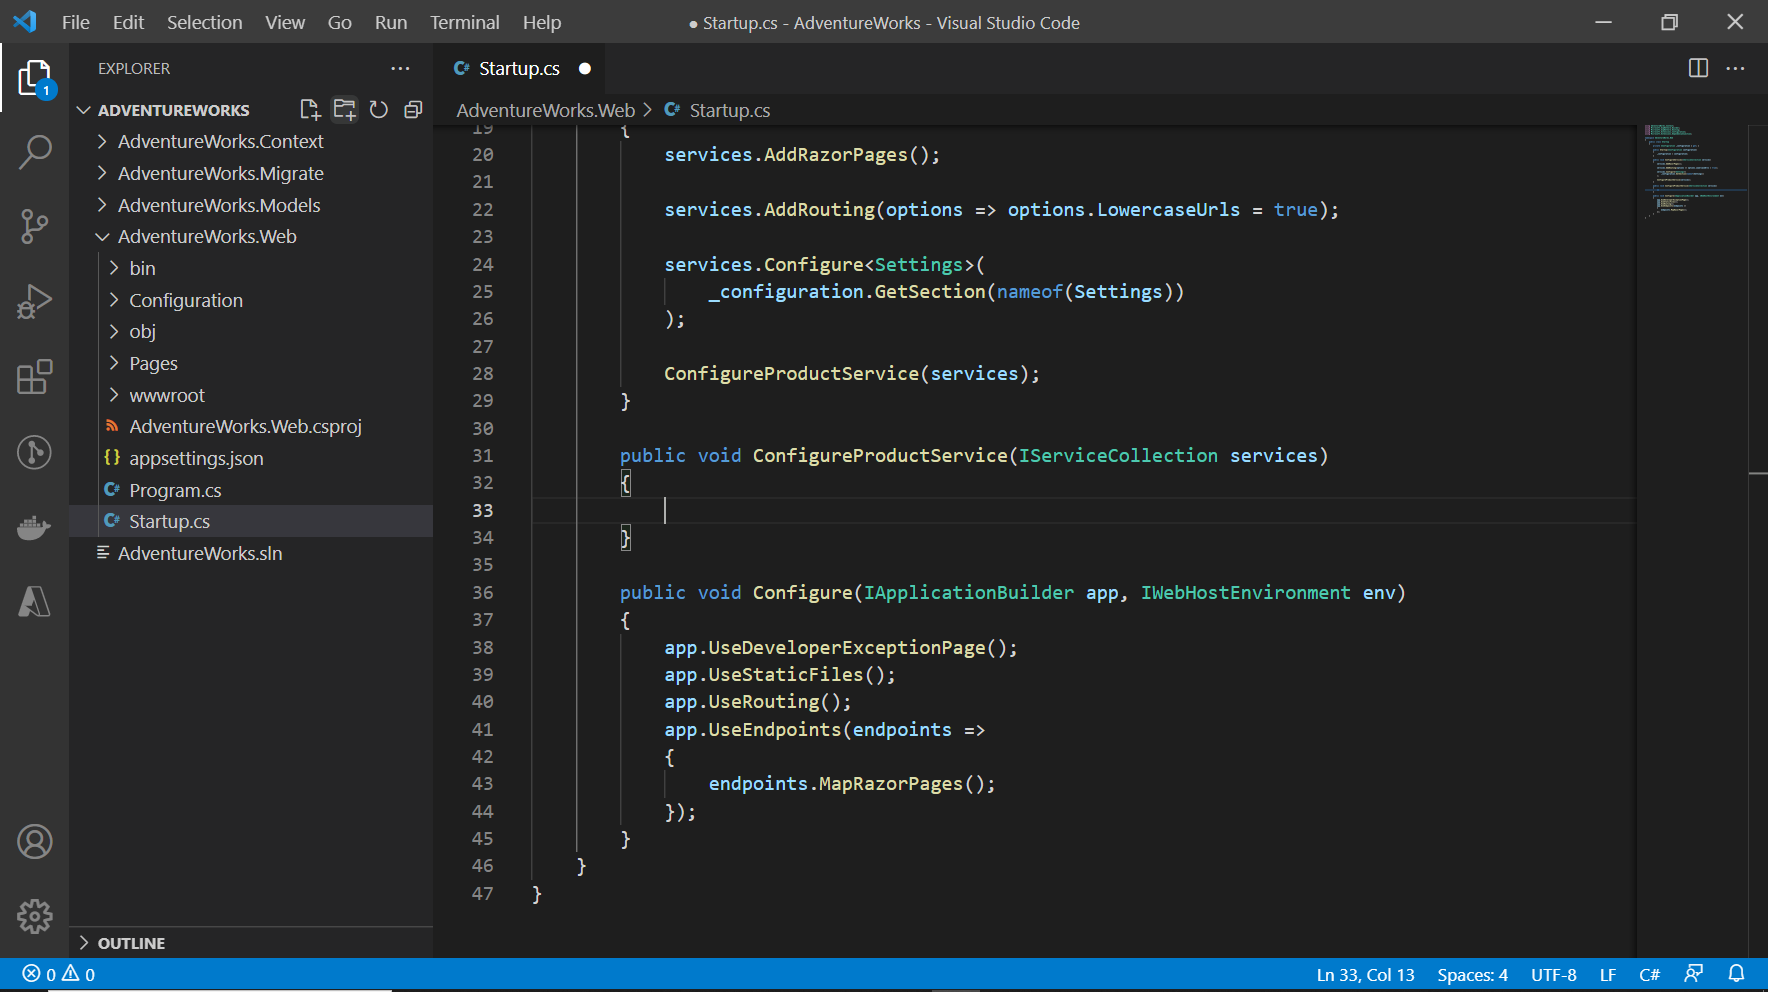 File Edit Selection View Go Run Terminal Help
● Startup.cs - AdventureWorks - Visual Studio Code
1
EXPLORER
ADVENTUREWORKS
AdventureWorks.Context
AdventureWorks.Migrate
AdventureWorks.Models
AdventureWorks.Web
bin
Configuration
obj
Pages
wwwroot
AdventureWorks.Web.csproj
{} appsettings.json
C# Program.cs
C# Startup.cs
AdventureWorks.sln
OUTLINE
C# Startup.cs ●
AdventureWorks.Web > C# Startup.cs
19 {
20 services.AddRazorPages();
21
22 services.AddRouting(options => options.LowercaseUrls = true);
23
24 services.Configure<Settings>(
25 _configuration.GetSection(nameof(Settings))
26 );
27
28 ConfigureProductService(services);
29 }
30
31 public void ConfigureProductService(IServiceCollection services)
32 {
33
34 }
35
36 public void Configure(IApplicationBuilder app, IWebHostEnvironment env)
37 {
38 app.UseDeveloperExceptionPage();
39 app.UseStaticFiles();
40 app.UseRouting();
41 app.UseEndpoints(endpoints =>
42 {
43 endpoints.MapRazorPages();
44 });
45 }
46 }
47 }
0 0
Ln 33, Col 13 Spaces: 4 UTF-8 LF C#